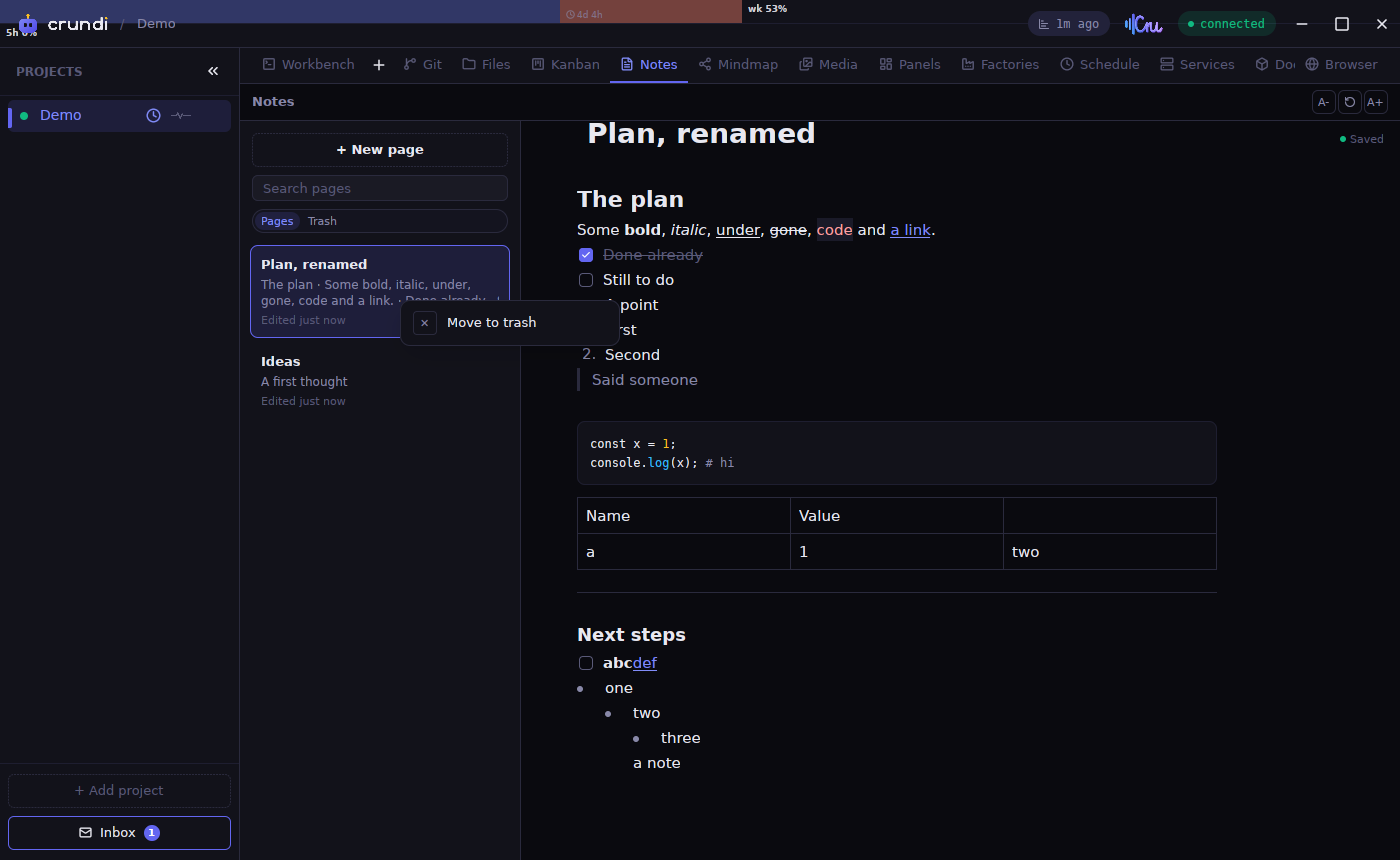 4d 4h
wk 53%
crundi / Demo
1m ago
connected
PROJECTS
Workbench
Git
Files
Kanban
Notes
Mindmap
Media
Panels
Factories
Schedule
Services
Browser
Demo
Notes
A-
A+
+ New page
Search pages
Pages
Trash
Plan, renamed
The plan · Some bold, italic, under,
gone, code and a link. ·
Edited just now
Move to trash
Ideas
A first thought
Edited just now
Plan, renamed
Saved
The plan
Some bold, italic, under, gone, code and a link.
Done already
Still to do
point
2. Second
Said someone
const x = 1;
console.log(x); # hi
Name
Value
a
1
two
Next steps
abcdef
one
two
three
a note
+ Add project
Inbox 1